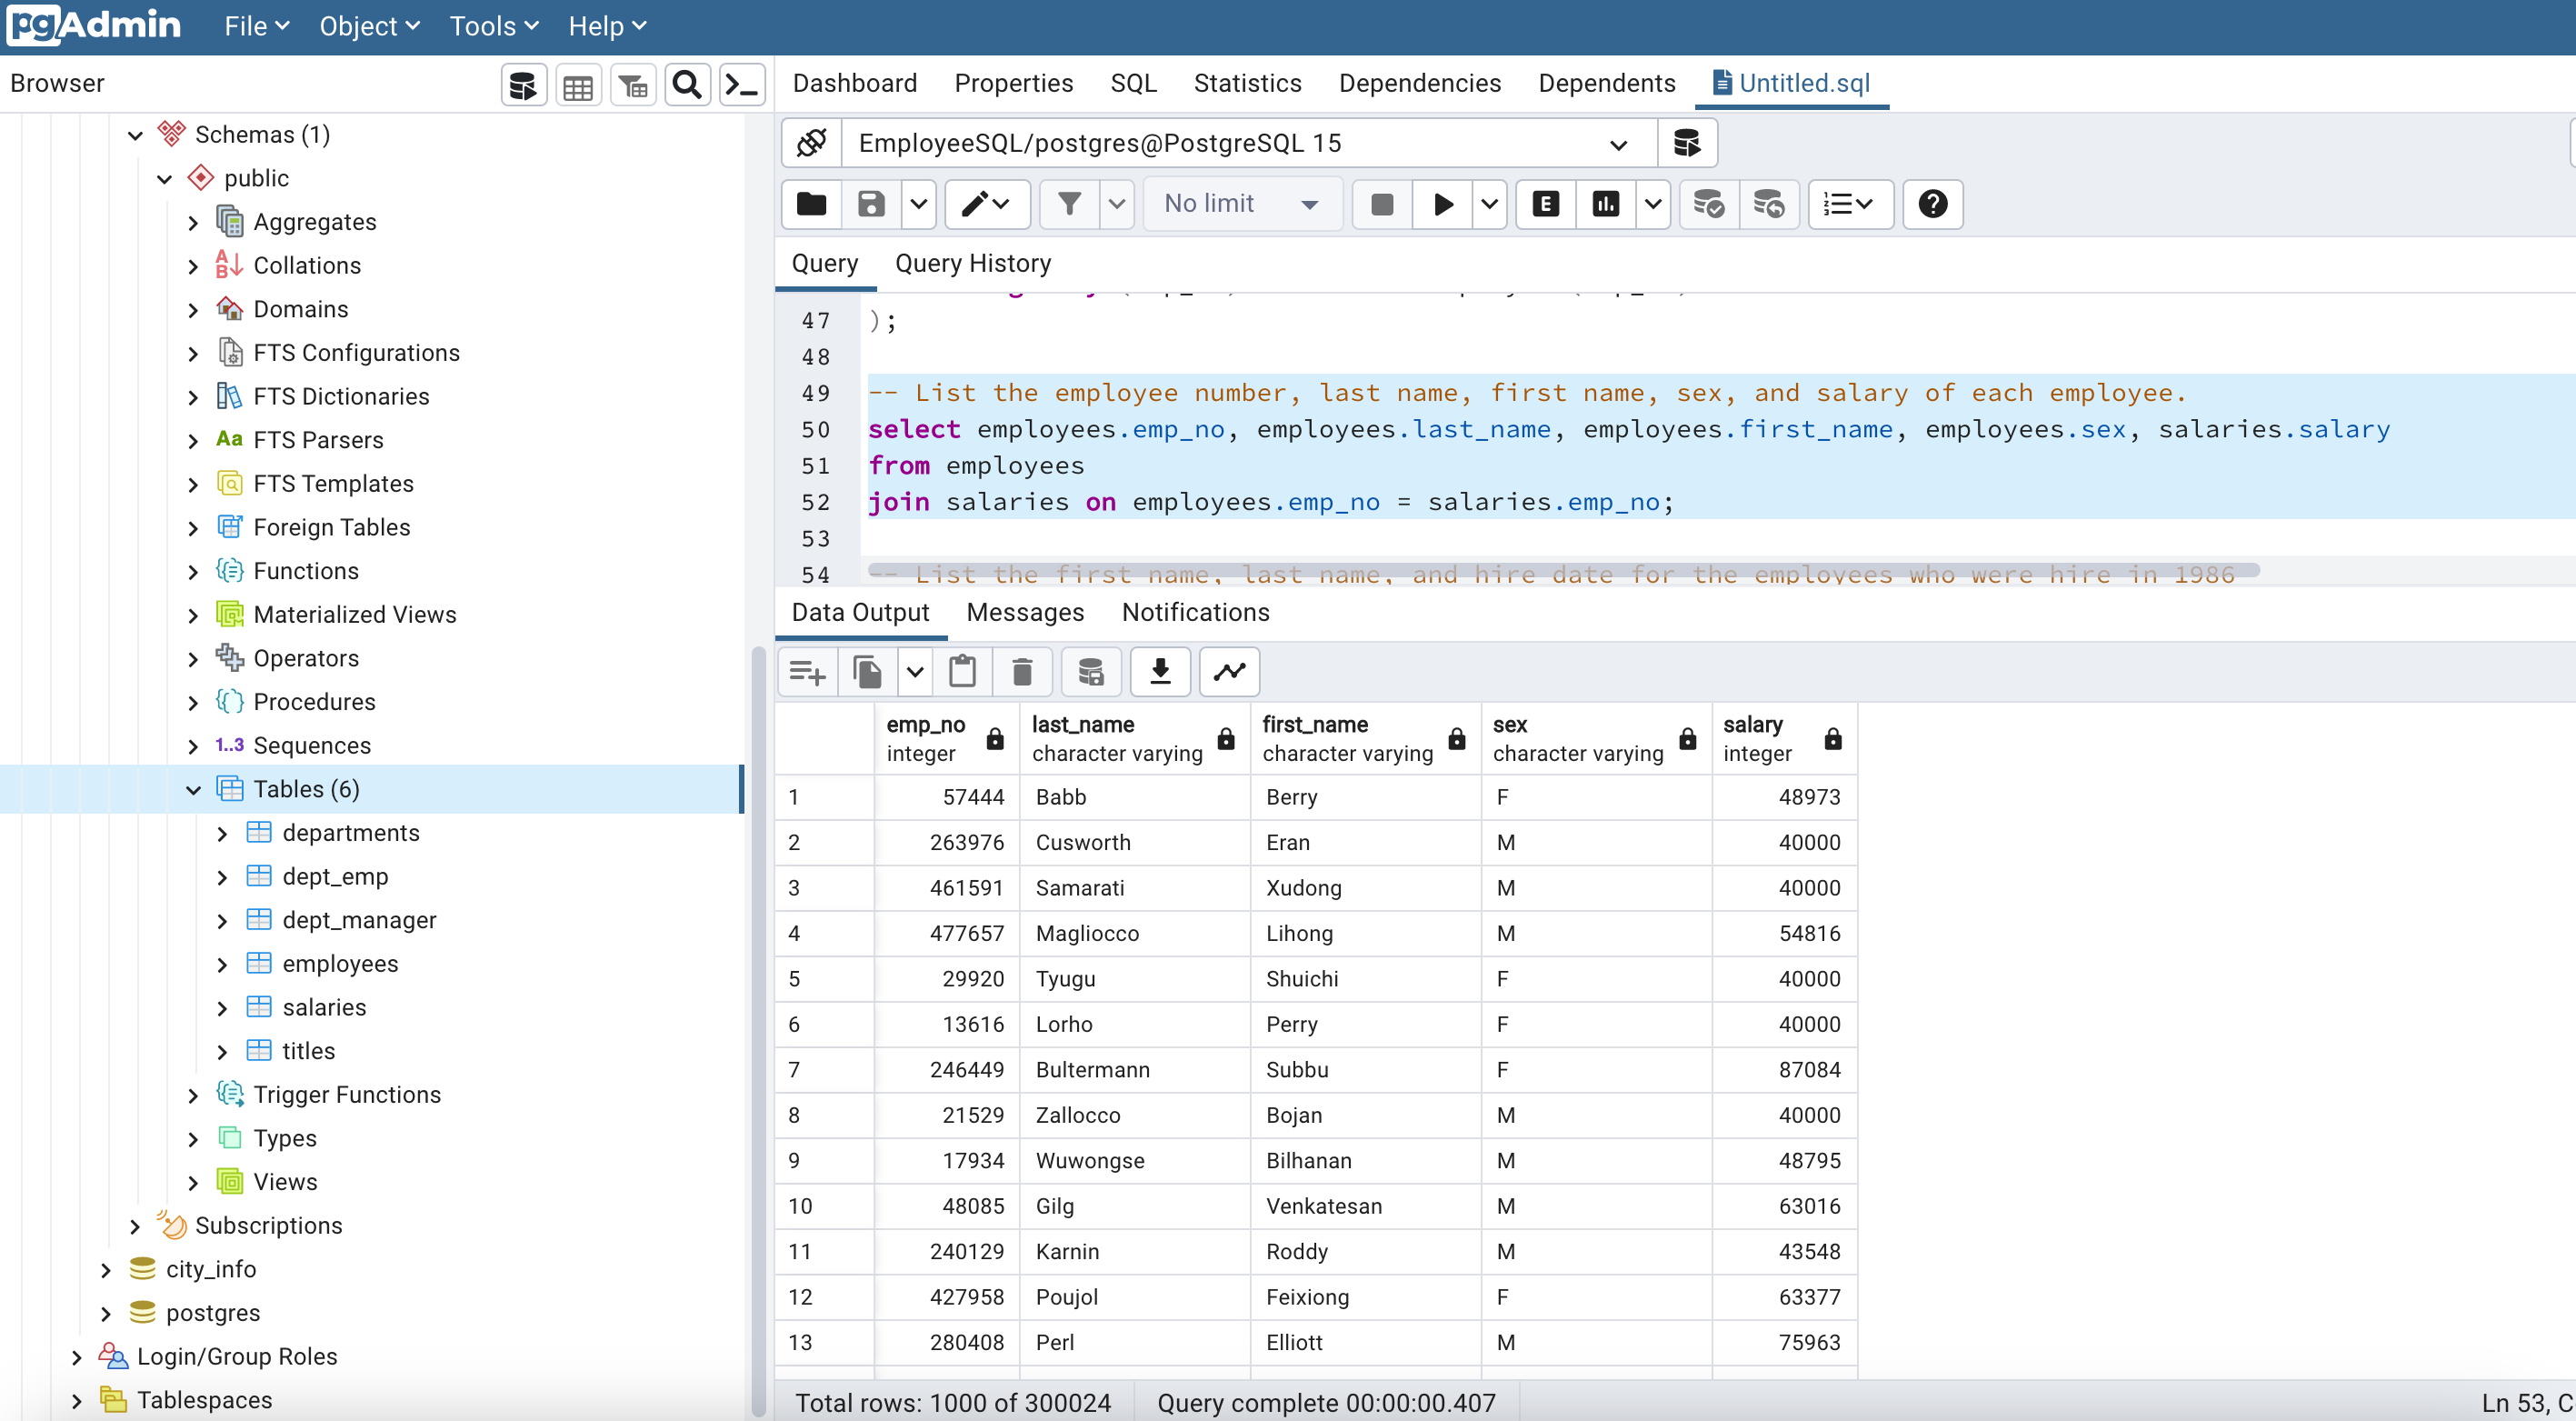 pgAdmin File Object Tools Help
Browser
Dashboard Properties SQL Statistics Dependencies Dependents Untitled.sql
Schemas (1)
public
Aggregates
Collations
Domains
FTS Configurations
FTS Dictionaries
Aa FTS Parsers
FTS Templates
Foreign Tables
Functions
Materialized Views
Operators
Procedures
1..3 Sequences
Tables (6)
departments
dept_emp
dept_manager
employees
salaries
titles
Trigger Functions
Types
Views
Subscriptions
city_info
postgres
Login/Group Roles
Tablespaces
EmployeeSQL/postgres@PostgreSQL 15
No limit E
Query Query History
47 );
48
49 -- List the employee number, last name, first name, sex, and salary of each employee.
50 select employees.emp_no, employees.last_name, employees.first_name, employees.sex, salaries.salary
51 from employees
52 join salaries on employees.emp_no = salaries.emp_no;
53
54 -- List the first name, last name, and hire date for the employees who were hire in 1986
Data Output Messages Notifications
emp_no last_name first_name sex salary
integer character varying character varying character varying integer
1 57444 Babb Berry F 48973
2 263976 Cusworth Eran M 40000
3 461591 Samarati Xudong M 40000
4 477657 Magliocco Lihong M 54816
5 29920 Tyugu Shuichi F 40000
6 13616 Lorho Perry F 40000
7 246449 Bultermann Subbu F 87084
8 21529 Zallocco Bojan M 40000
9 17934 Wuwongse Bilhanan M 48795
10 48085 Gilg Venkatesan M 63016
11 240129 Karnin Roddy M 43548
12 427958 Poujol Feixiong F 63377
13 280408 Perl Elliott M 75963
Total rows: 1000 of 300024 Query complete 00:00:00.407 Ln 53, C